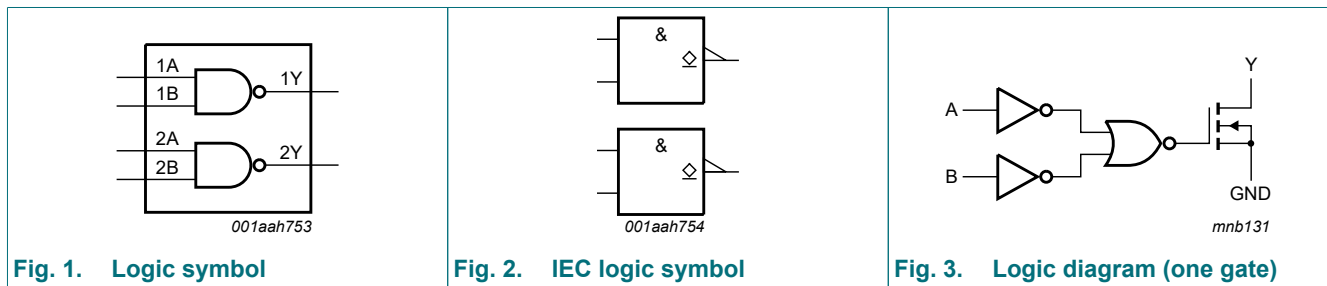 1A
1B
1Y
2A
2B
2Y
001aah753
Fig. 1. Logic symbol
&
&
001aah754
Fig. 2. IEC logic symbol
A
B
Y
GND
mnb131
Fig. 3. Logic diagram (one gate)